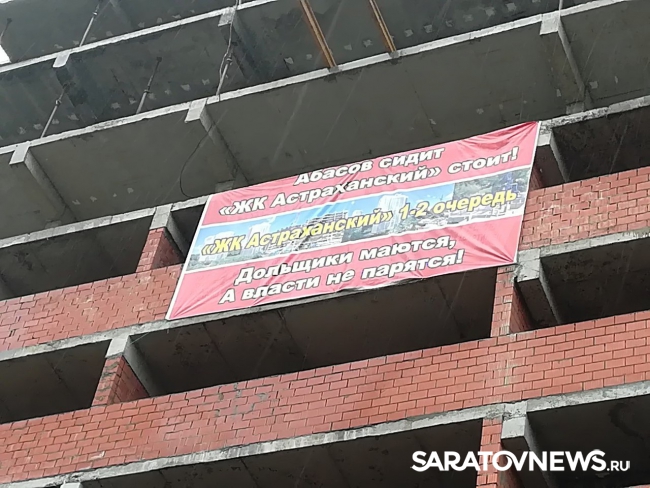 Абасов сидит
«ЖК Астраханский» стоит!
«ЖК Астраханский» 1-2 очередь
Дольщики маются,
А власти не парятся!
SARATOVNEWS.RU